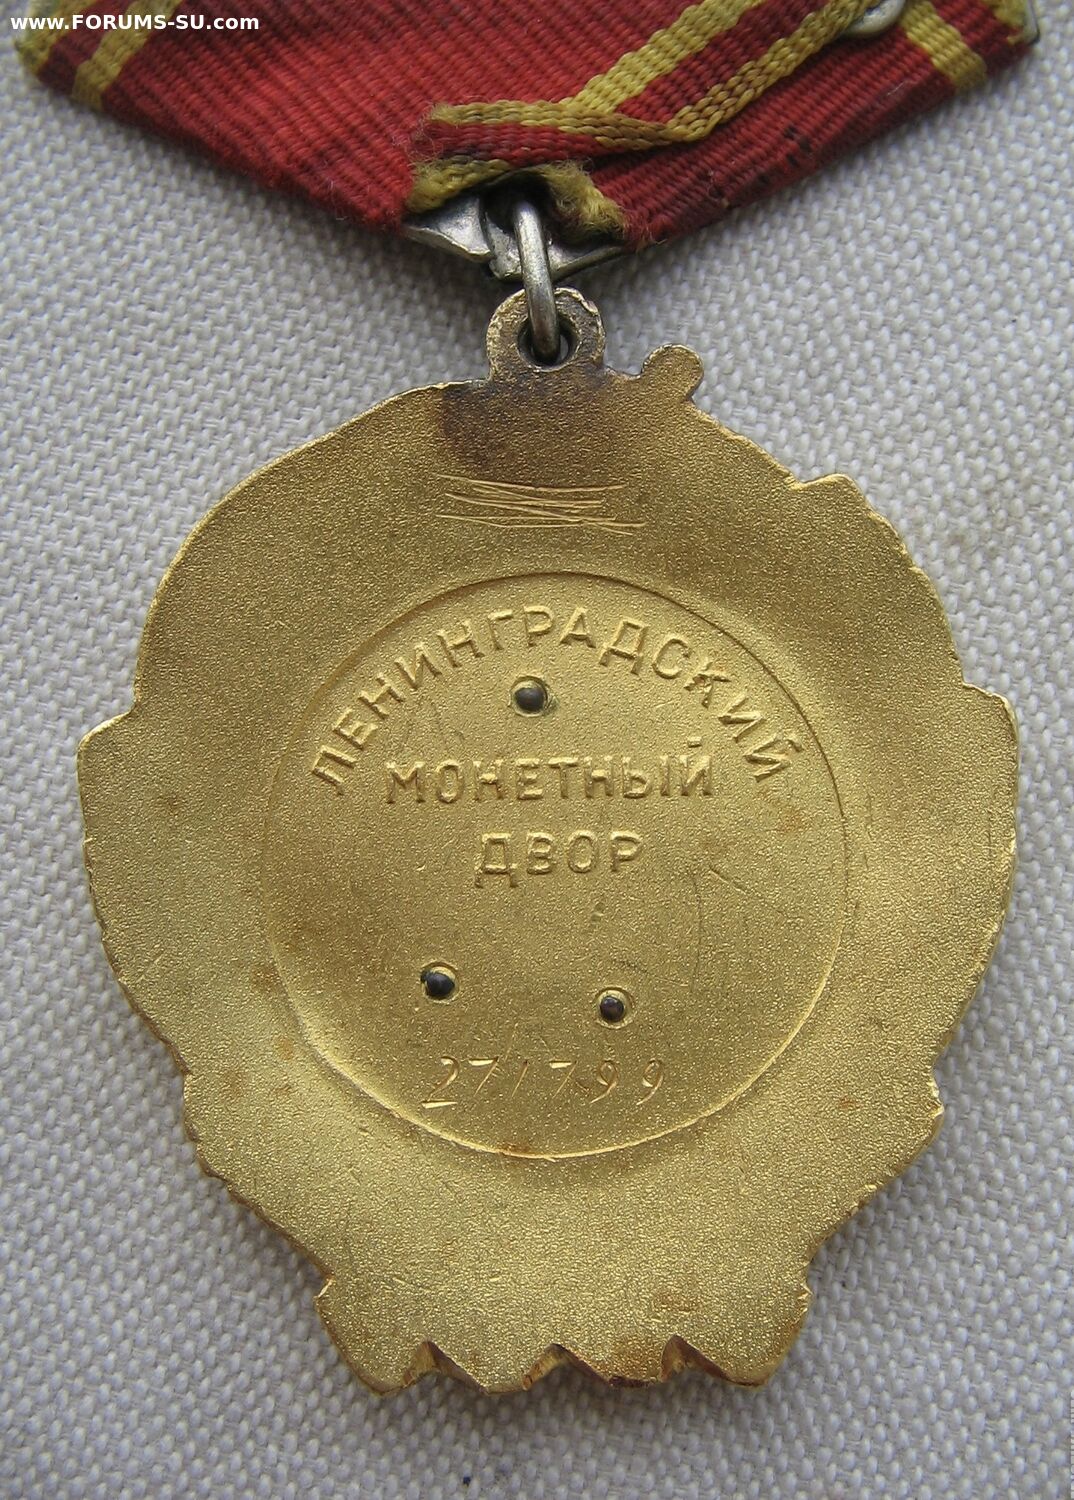 www.FORUMS-SU.com
ЛЕНИНГРАДСКИЙ
МОНЕТНЫЙ
ДВОР
271799